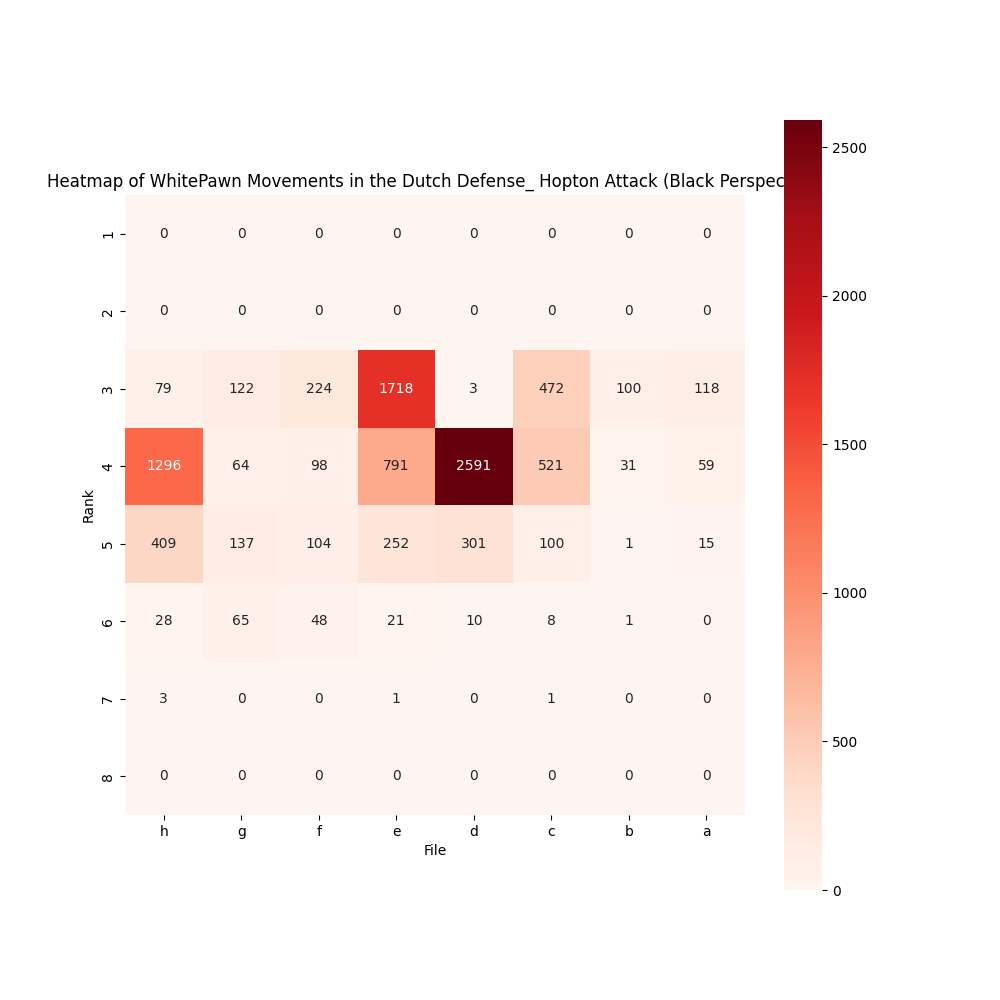 Heatmap of WhitePawn Movements in the Dutch Defense_ Hopton Attack (Black Perspec
2500
2000
1500
1000
500
0
Rank
1 0 0 0 0 0 0 0 0
2 0 0 0 0 0 0 0 0
3 79 122 224 1718 3 472 100 118
4 1296 64 98 791 2591 521 31 59
5 409 137 104 252 301 100 1 15
6 28 65 48 21 10 8 1 0
7 3 0 0 1 0 1 0 0
8 0 0 0 0 0 0 0 0
h g f e d c b a
File